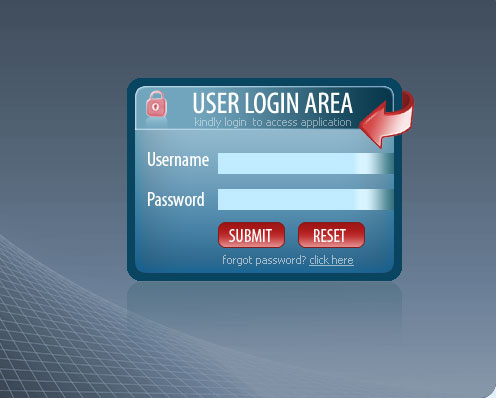 USER LOGIN AREA
kindly login to access application
Username
Password
SUBMIT RESET
forgot password? click here